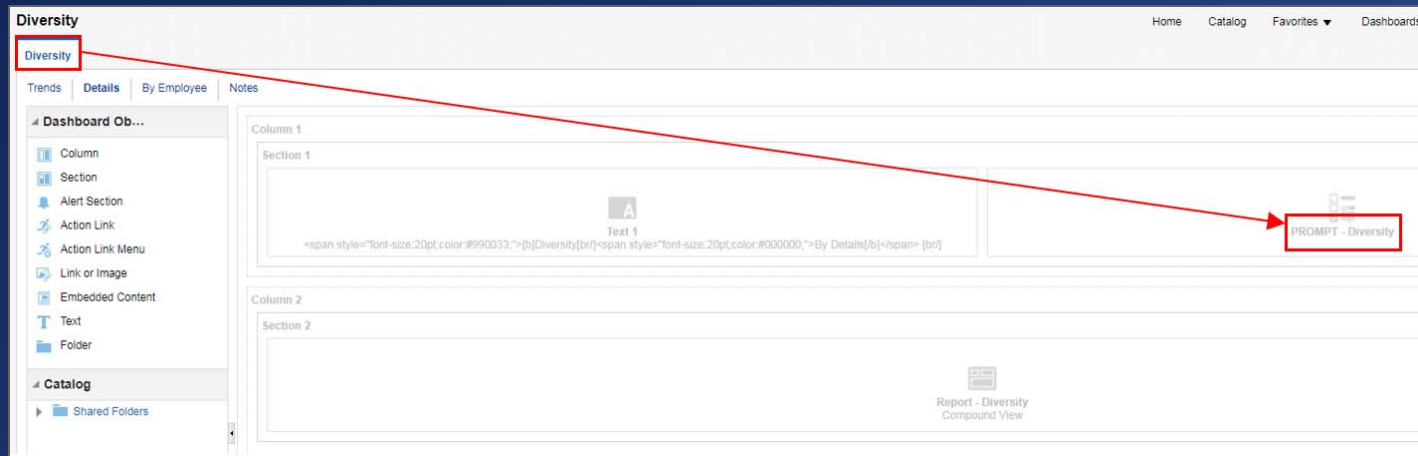 Diversity
Home Catalog Favorites Dashboards
Diversity
Trends Details By Employee Notes
Dashboard Ob...
Column
Section
Alert Section
Action Link
Action Link Menu
Link or Image
Embedded Content
Text
Folder
Catalog
Shared Folders
Column 1
Section 1
A
Text 1
<span style="font-size:20pt;color:#990033;">[b]Diversity[br/]<span style="font-size:20pt;color:#000000;">By Details[/b]</span> [br/]
PROMPT - Diversity
Column 2
Section 2
Report - Diversity
Compound View